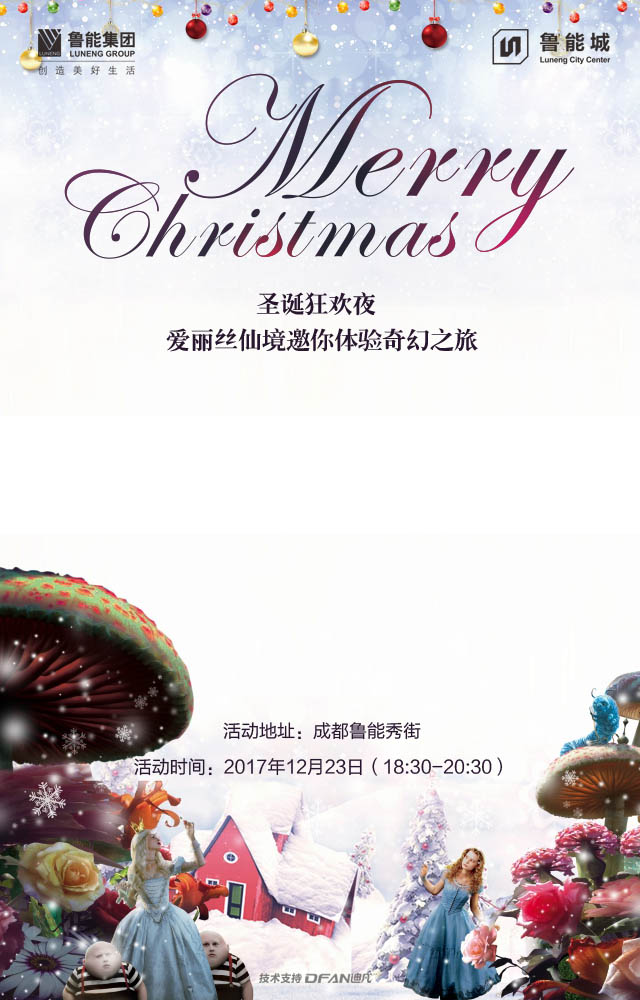 鲁能集团
LUNENG
LUNENG GROUP
创造美好生活
鲁能城
Luneng City Center
Merry
Christmas
圣诞狂欢夜
爱丽丝仙境邀你体验奇幻之旅
活动地址：成都鲁能秀街
活动时间：2017年12月23日（18:30-20:30）
技术支持 DFAN迪凡